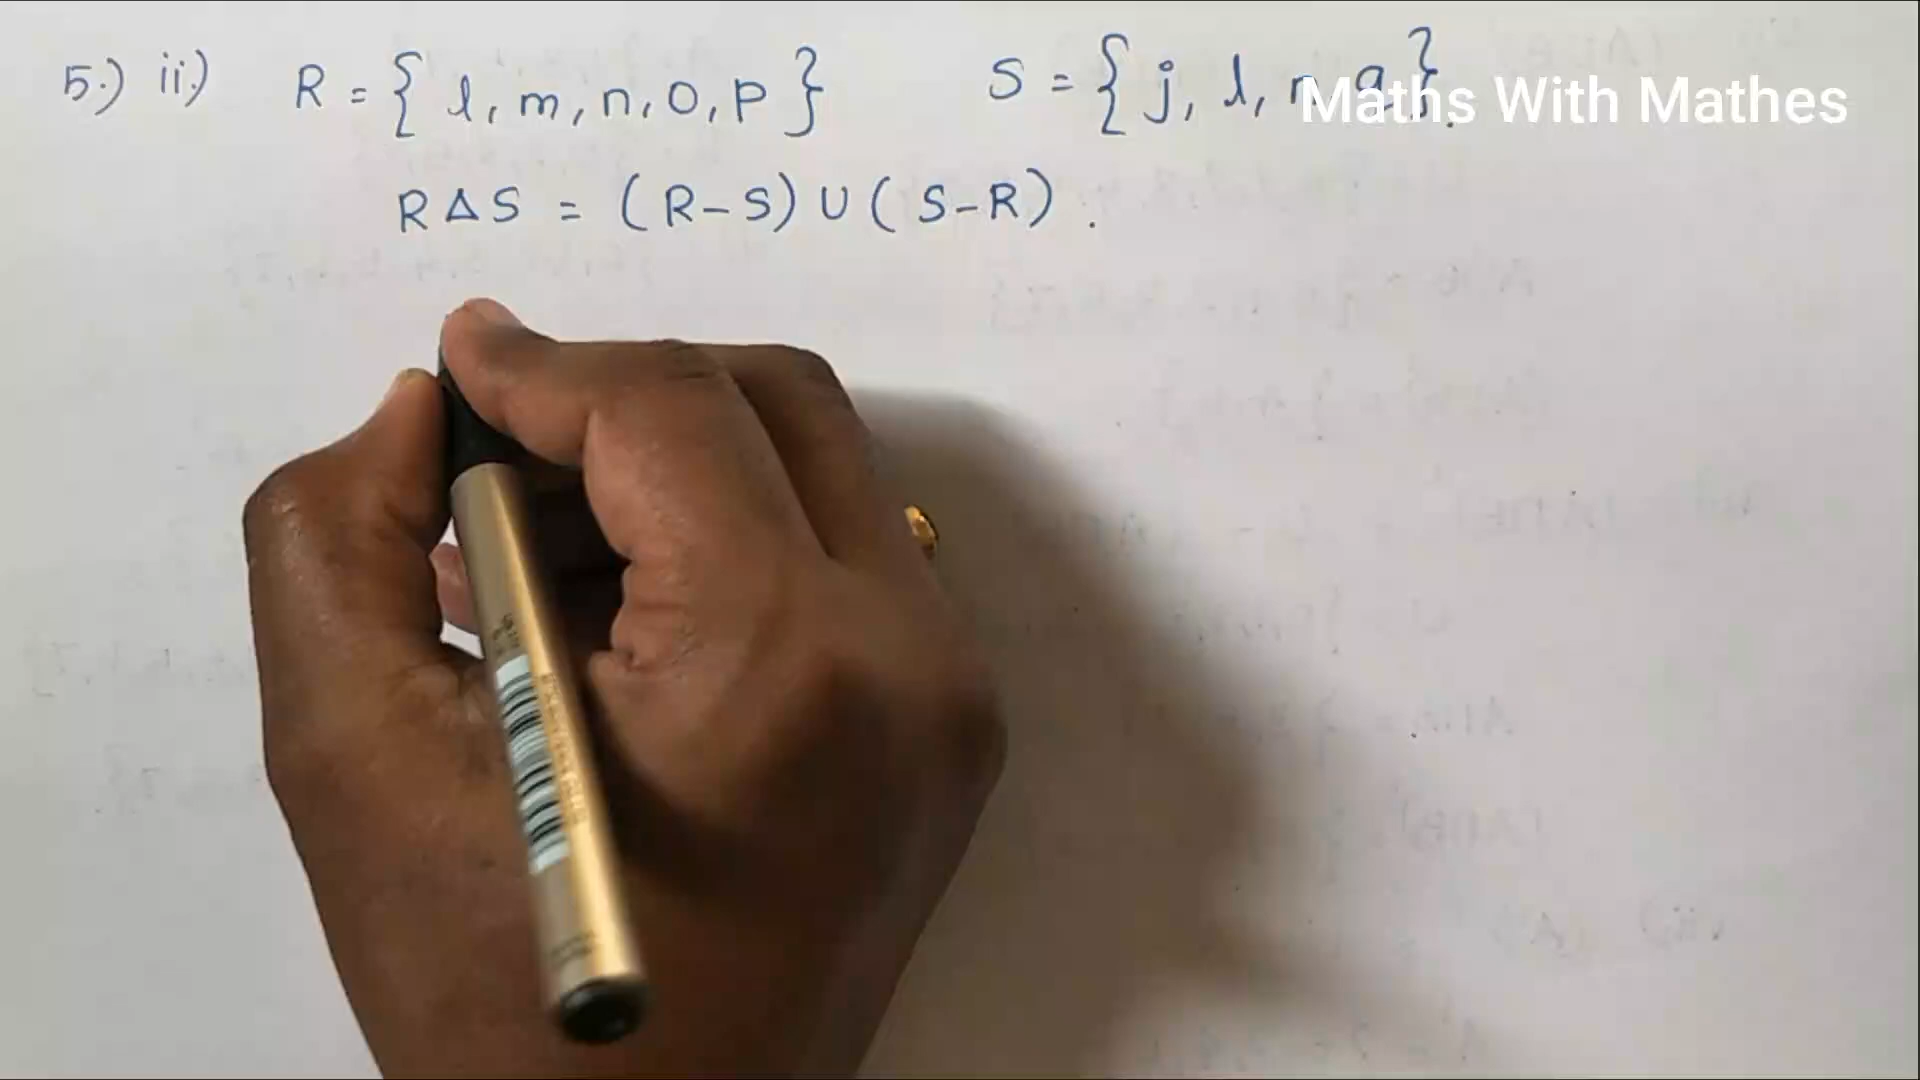 5.) ii.) R = { l, m, n, o, p } S = { j, l, n, q }.
Maths With Mathes
R Δ S = (R-S) ∪ (S-R).